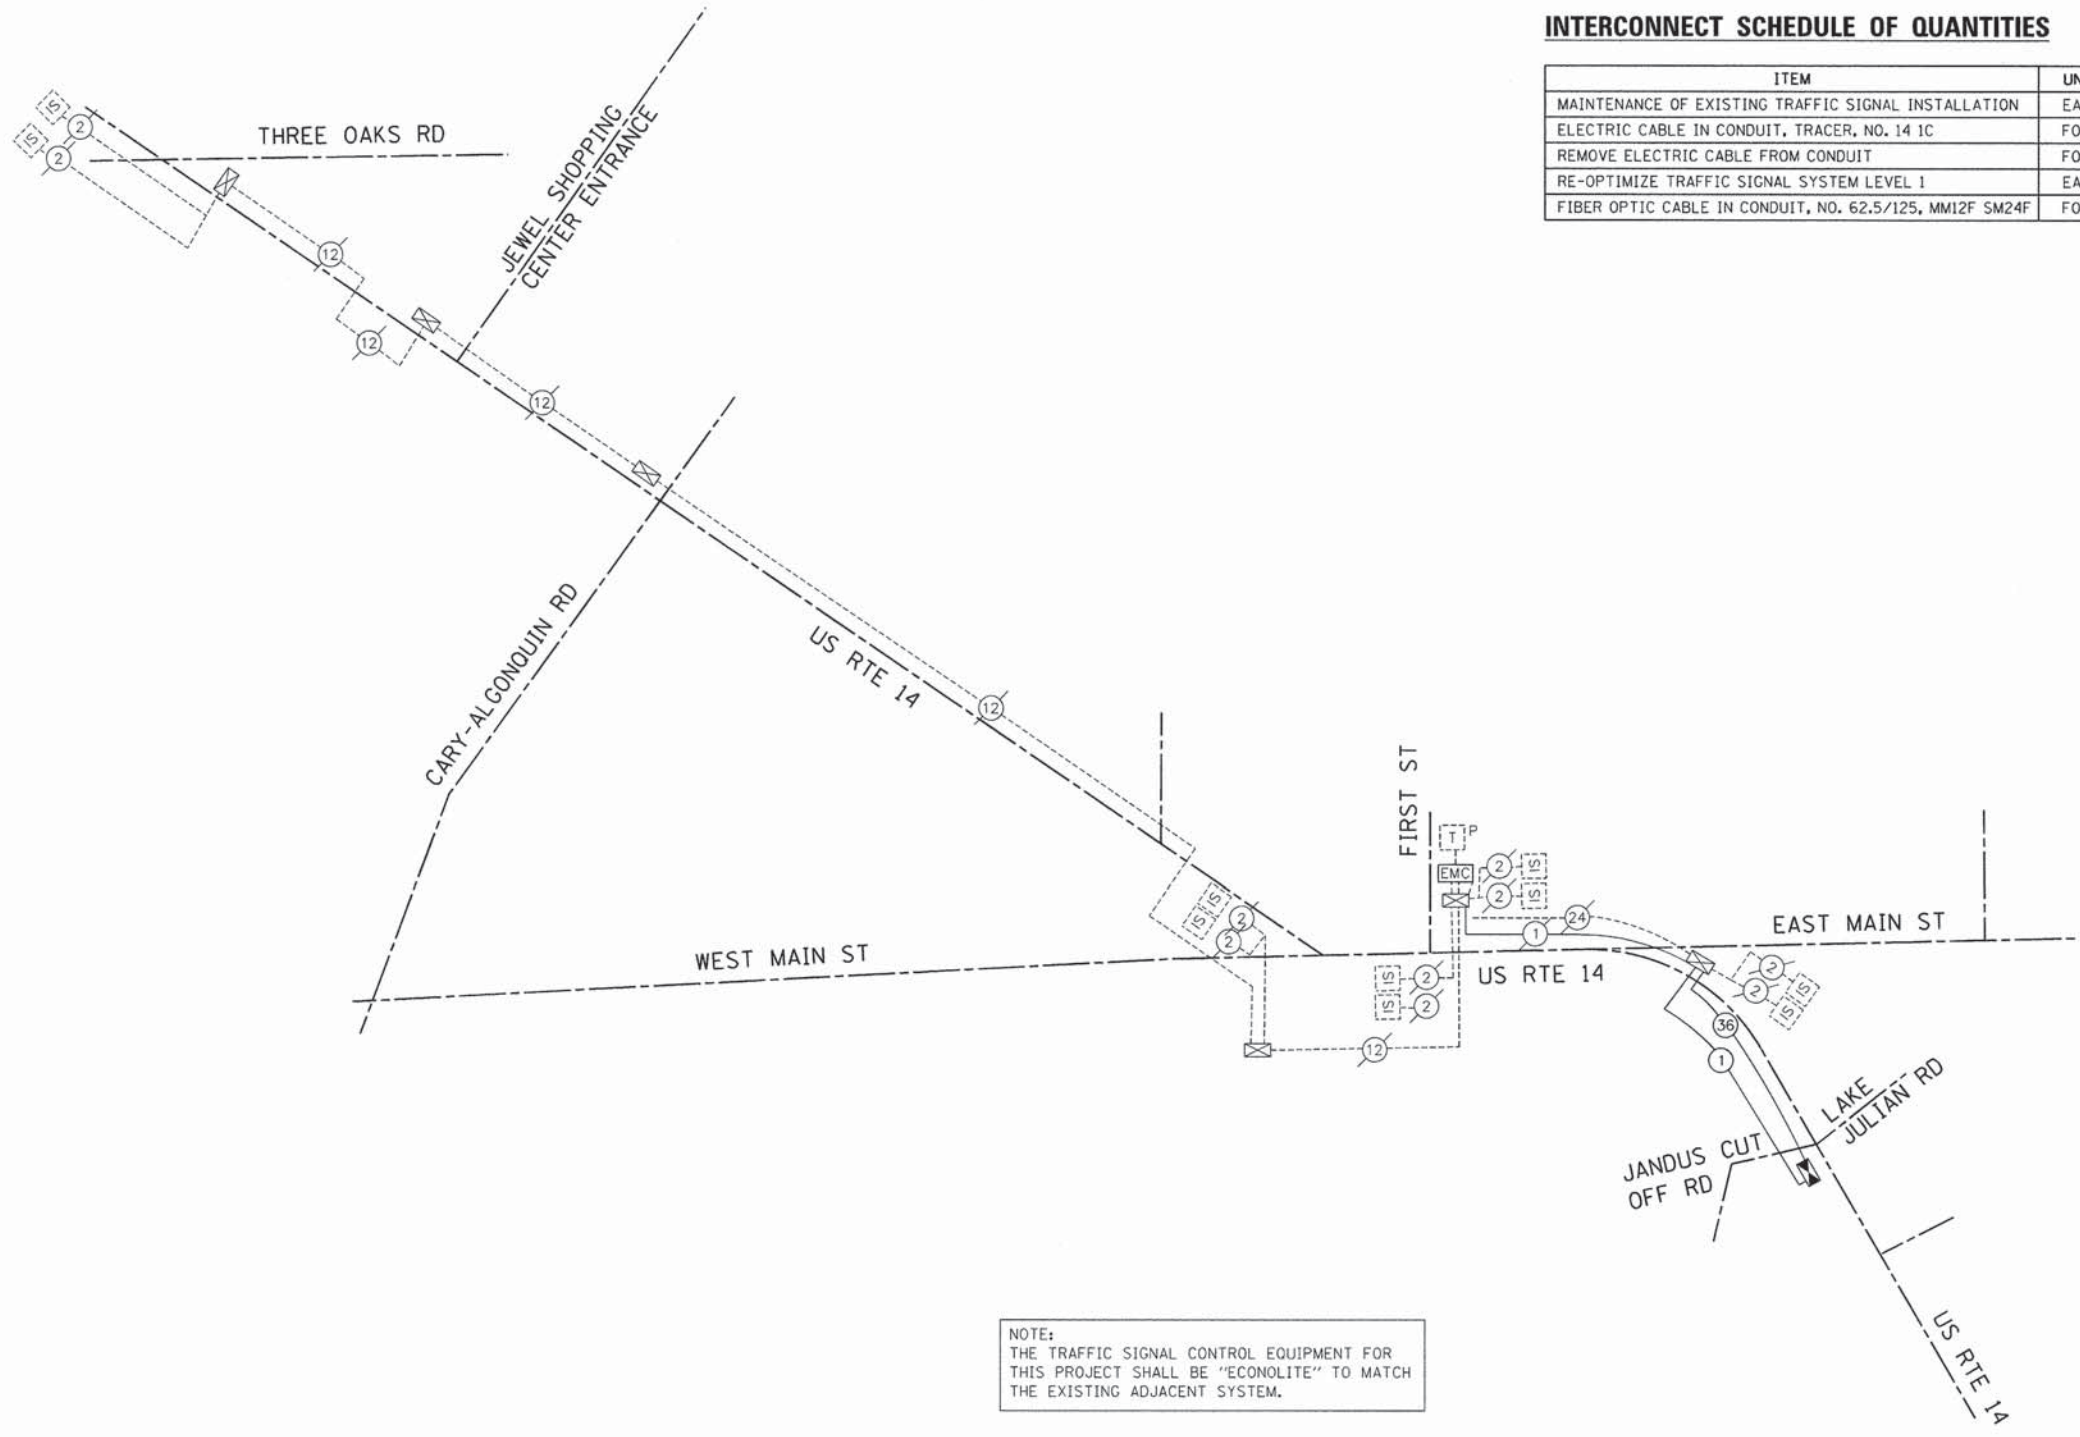 INTERCONNECT SCHEDULE OF QUANTITIES
ITEM UN
MAINTENANCE OF EXISTING TRAFFIC SIGNAL INSTALLATION EA
ELECTRIC CABLE IN CONDUIT, TRACER, NO. 14 1C FO
REMOVE ELECTRIC CABLE FROM CONDUIT FO
RE-OPTIMIZE TRAFFIC SIGNAL SYSTEM LEVEL 1 EA
FIBER OPTIC CABLE IN CONDUIT, NO. 62.5/125, MM12F SM24F FO
IS
2
IS
2
THREE OAKS RD
JEWEL SHOPPING
CENTER ENTRANCE
12
12
12
CARY-ALGONQUIN RD
US RTE 14
12
FIRST ST
T P
EMC
2 IS
2 IS
IS
IS
2
2
24
1
EAST MAIN ST
WEST MAIN ST
US RTE 14
IS 2
IS 2
12
2 IS
2 IS
36
1
LAKE
JULIAN RD
JANDUS CUT
OFF RD
US RTE 14
NOTE:
THE TRAFFIC SIGNAL CONTROL EQUIPMENT FOR
THIS PROJECT SHALL BE "ECONOLITE" TO MATCH
THE EXISTING ADJACENT SYSTEM.